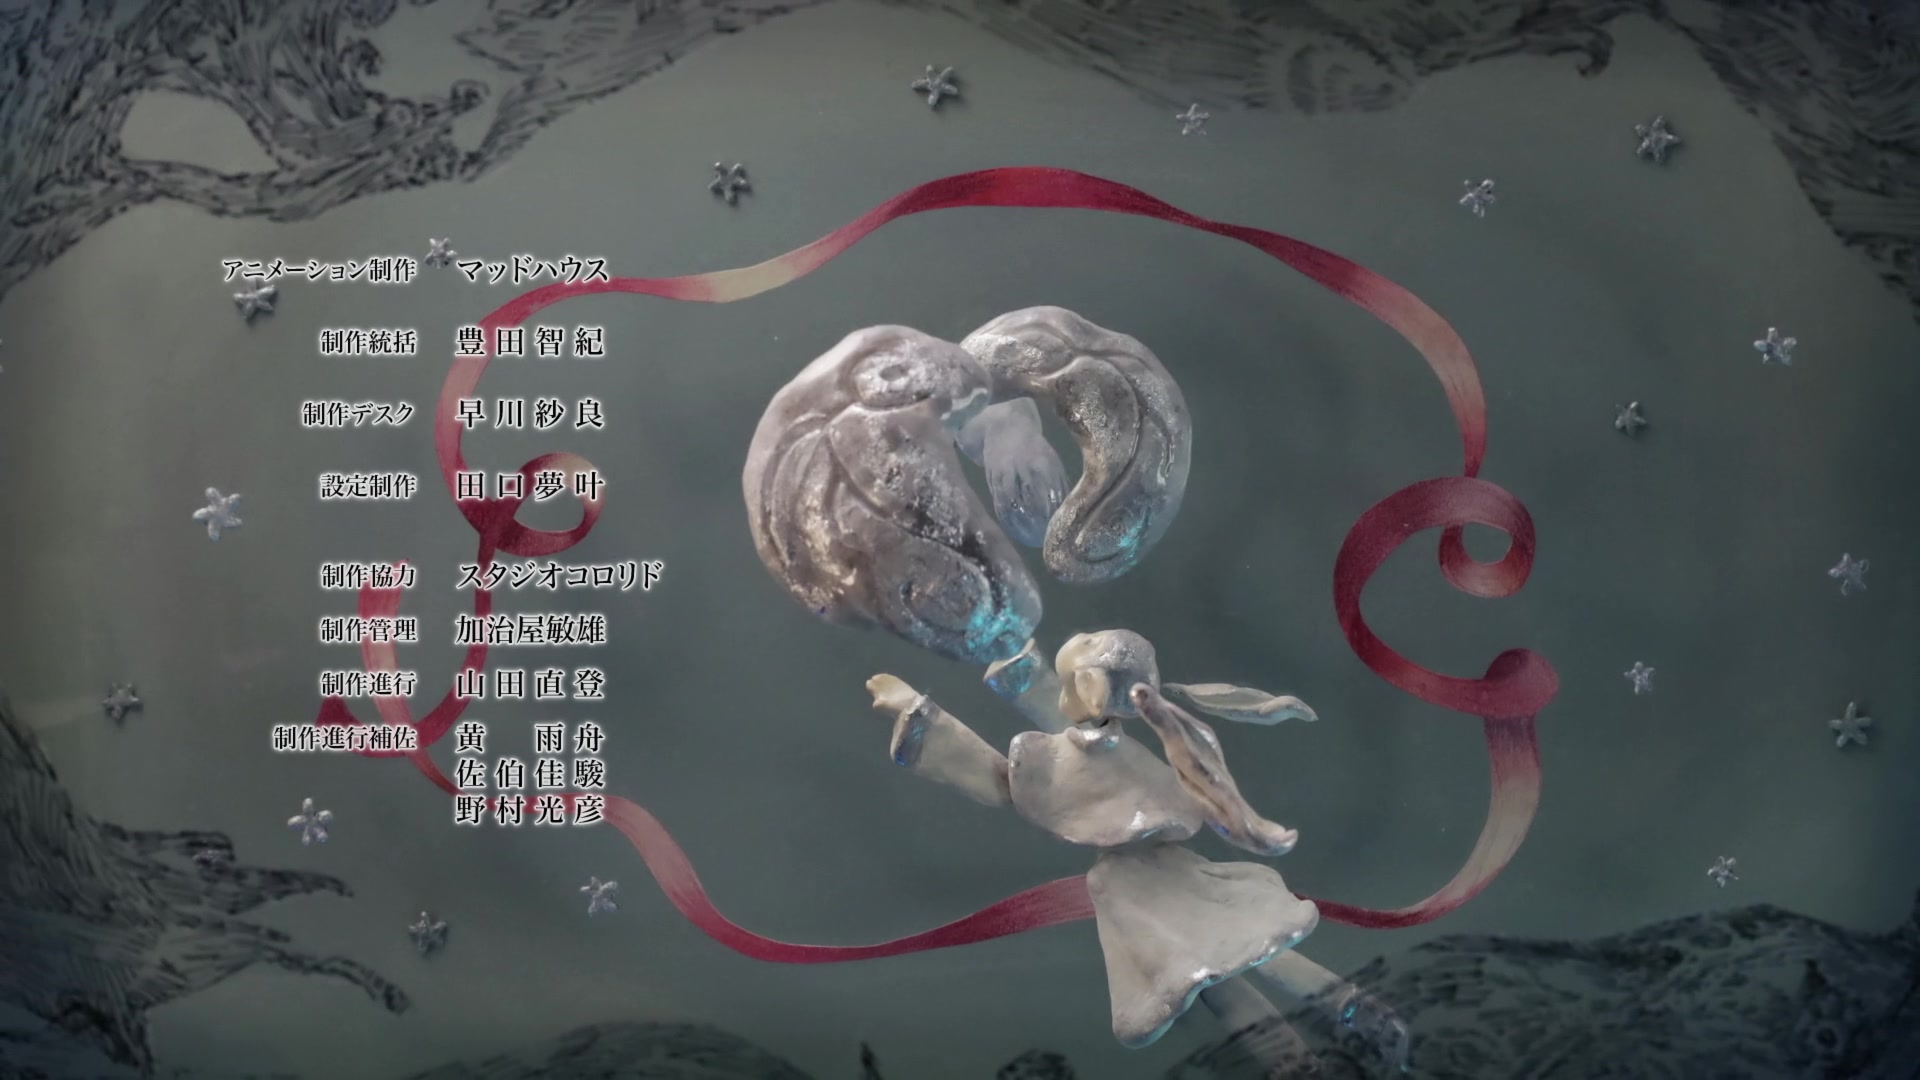 アニメーション制作 マッドハウス
制作統括 豊田智紀
制作デスク 早川紗良
設定制作 田口夢叶
制作協力 スタジオコロリド
制作管理 加治屋敏雄
制作進行 山田直登
制作進行補佐 黄 雨舟
佐伯佳駿
野村光彦